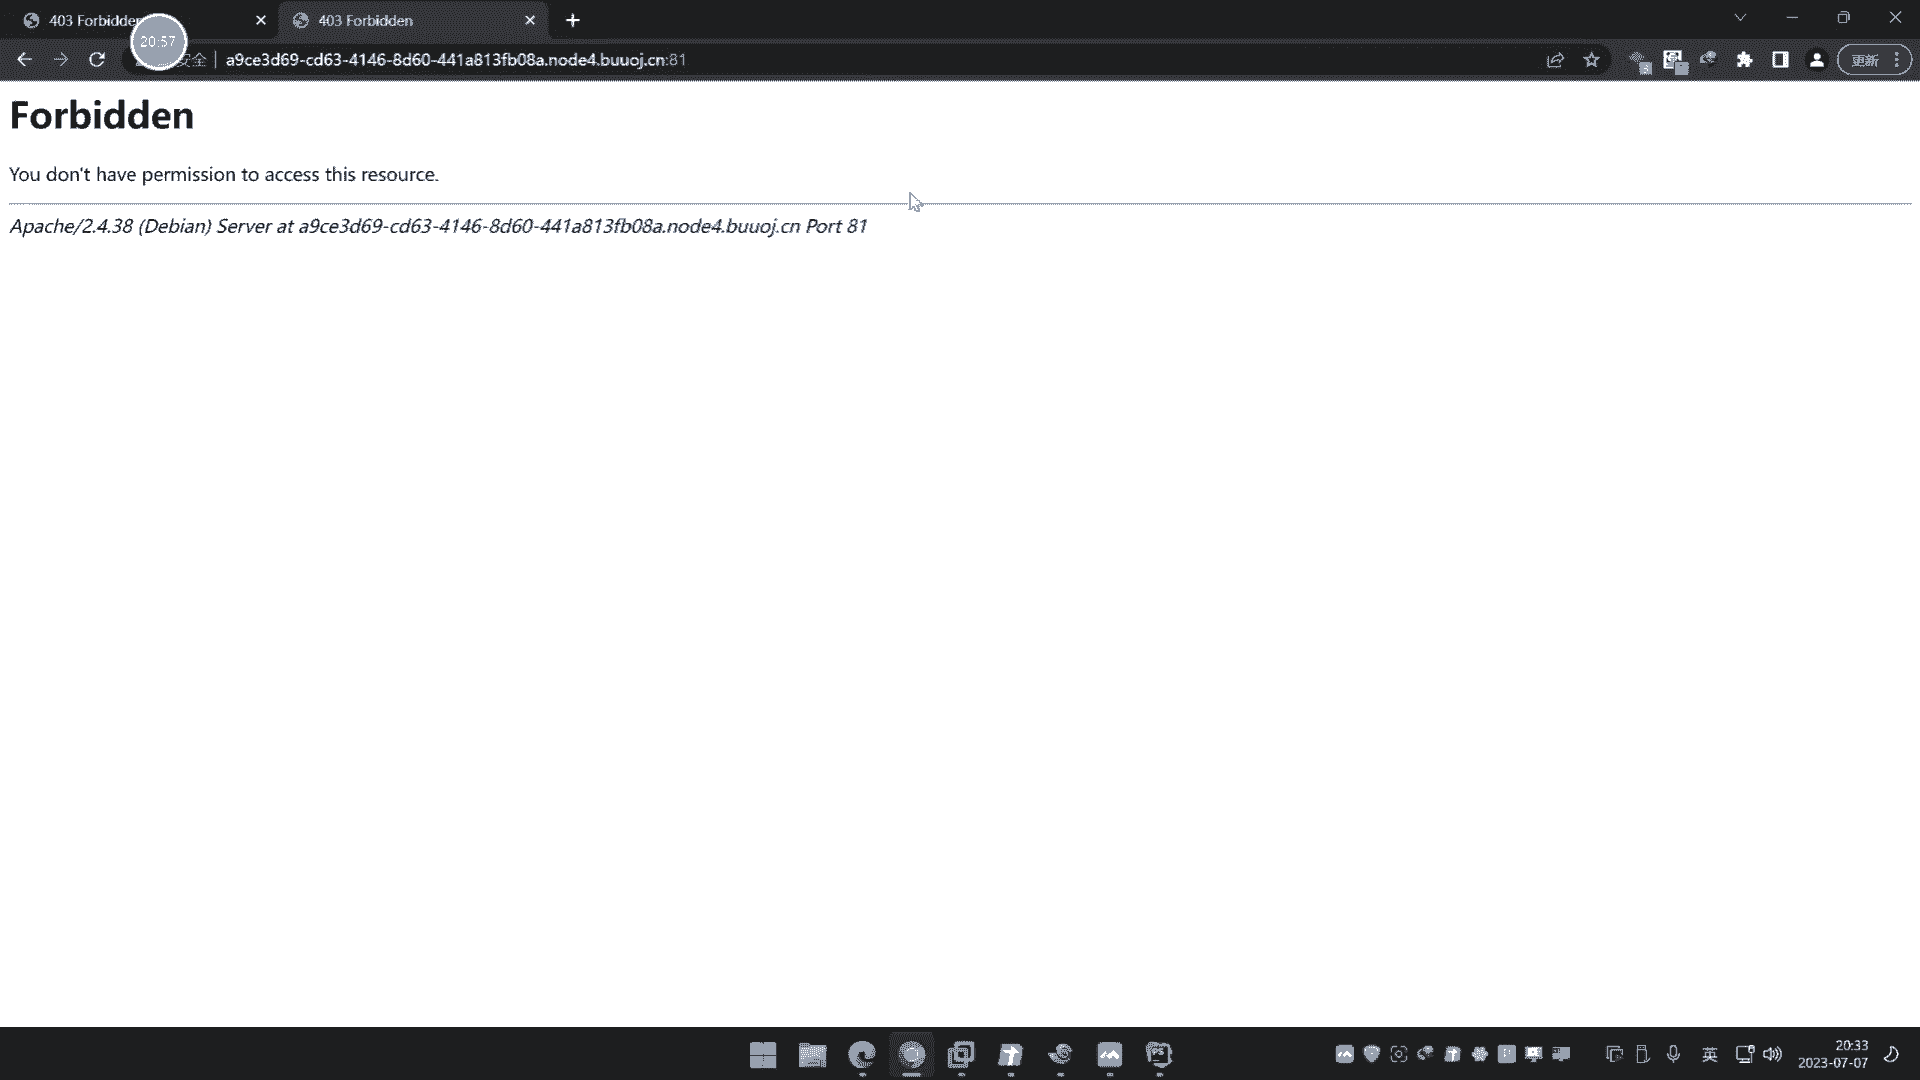 403 Forbidden
403 Forbidden
20:57
安全
a9ce3d69-cd63-4146-8d60-441a813fb08a.node4.buuoj.cn:81
更新
Forbidden
You don't have permission to access this resource.
Apache/2.4.38 (Debian) Server at a9ce3d69-cd63-4146-8d60-441a813fb08a.node4.buuoj.cn Port 81
英
20:33
2023-07-07